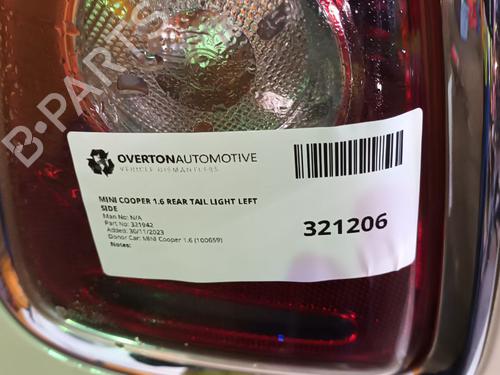 B-PARTS
OVERTONAUTOMOTIVE
VEHICLE DISMANTLERS
MINI COOPER 1.6 REAR TAIL LIGHT LEFT
SIDE
Man No: N/A
Part No: 321942
Added: 30/11/2023
Donor Car: MINI Cooper 1.6 (100659)
Notes:
321206